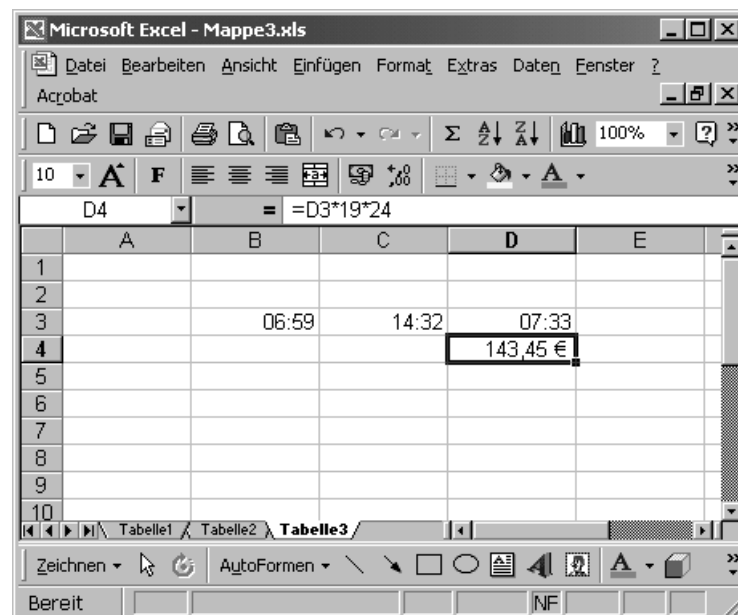 Microsoft Excel - Mappe3.xls
Datei Bearbeiten Ansicht Einfügen Format Extras Daten Fenster ?
Acrobat
Σ A Z Z A 100% ?
10 A F
D4 = =D3*19*24
A B C D E
1
2
3 06:59 14:32 07:33
4 143,45 €
5
6
7
8
9
10
Tabelle1 Tabelle2 Tabelle3
Zeichnen AutoFormen A
Bereit NF